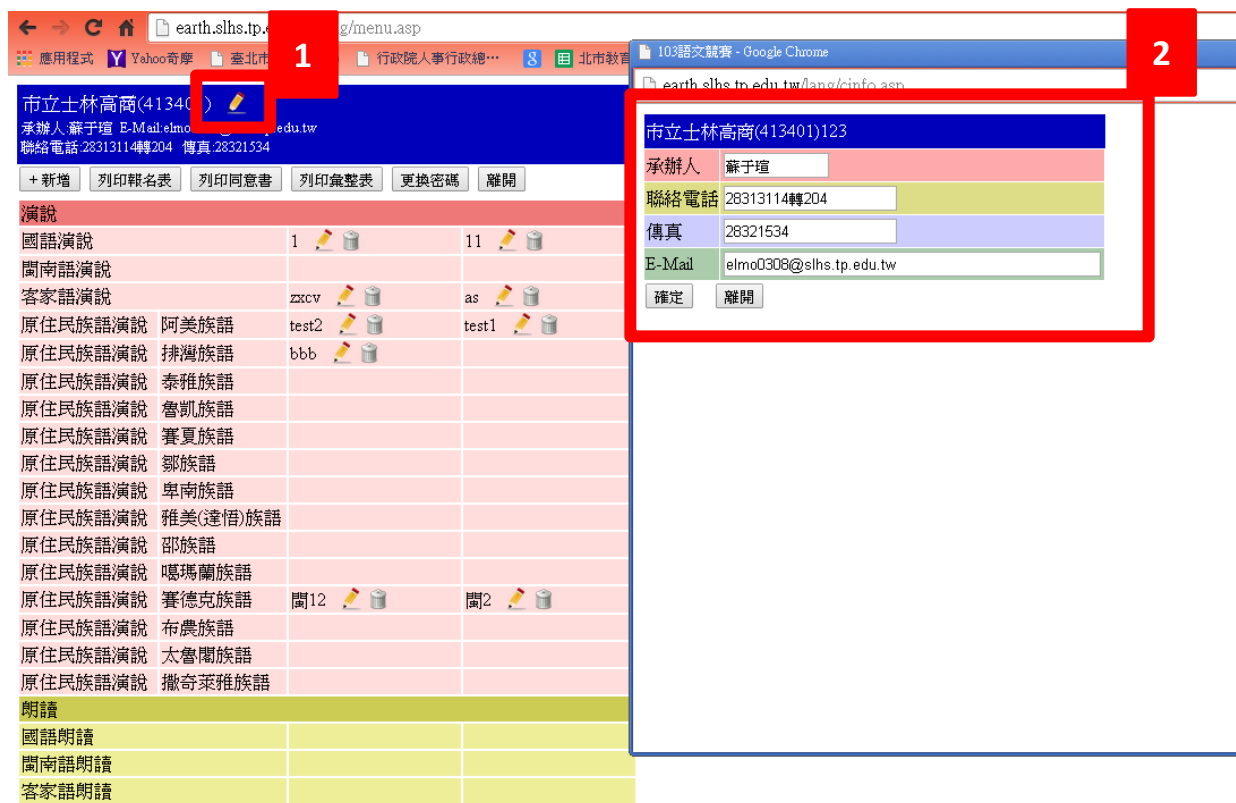 earth.slhs.tp. g/menu.asp
1
2
應用程式 Yahoo奇摩 臺北市 行政院人事行政總… 北市教育
103語文競賽 - Google Chrome
earth.slhs.tp.edu.tw/lang/cinfo.asp
市立士林高商(413401)
承辦人:蘇于瑄 E-Mail:elmo edu.tw
聯絡電話:28313114轉204 傳真:28321534
+新增 列印報名表 列印同意書 列印彙整表 更換密碼 離開
演說
國語演說 1 11
閩南語演說
客家語演說 zxcv as
原住民族語演說 阿美族語 test2 test1
原住民族語演說 排灣族語 bbb
原住民族語演說 泰雅族語
原住民族語演說 魯凱族語
原住民族語演說 賽夏族語
原住民族語演說 鄒族語
原住民族語演說 卑南族語
原住民族語演說 雅美(達悟)族語
原住民族語演說 邵族語
原住民族語演說 噶瑪蘭族語
原住民族語演說 賽德克族語 閩12 閩2
原住民族語演說 布農族語
原住民族語演說 太魯閣族語
原住民族語演說 撒奇萊雅族語
朗讀
國語朗讀
閩南語朗讀
客家語朗讀
市立士林高商(413401)123
承辦人 蘇于瑄
聯絡電話 28313114轉204
傳真 28321534
E-Mail elmo0308@slhs.tp.edu.tw
確定 離開